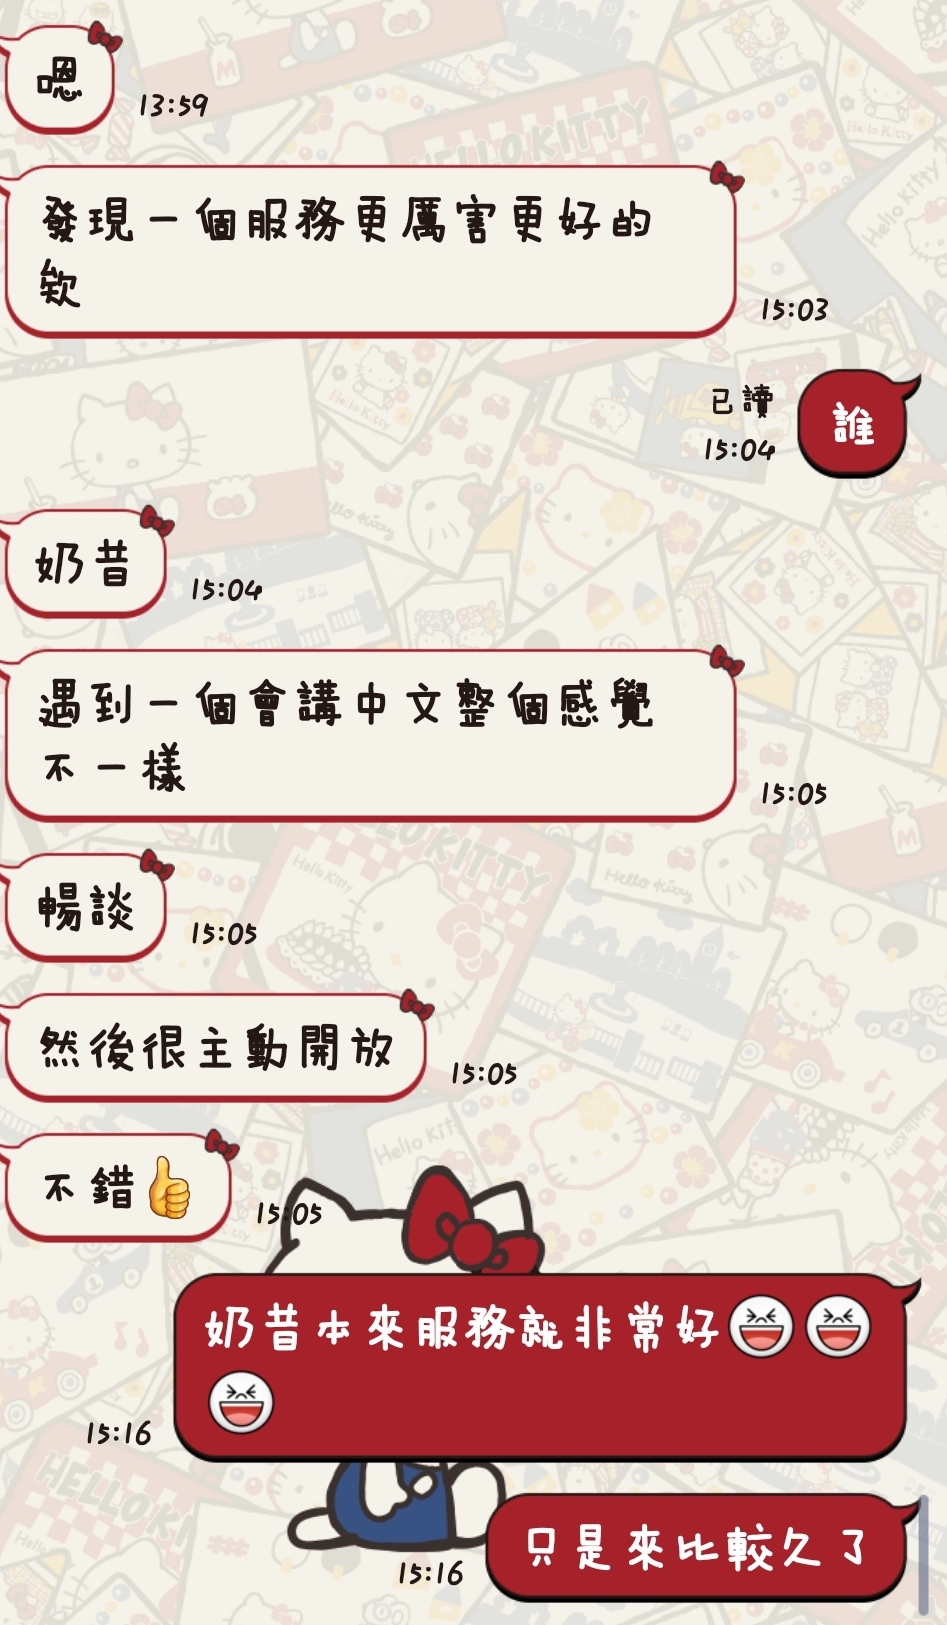 嗯
13:59
發現一個服務更厲害更好的
欸
15:03
已讀
15:04
誰
奶昔
15:04
遇到一個會講中文整個感覺
不一樣
15:05
暢談
15:05
然後很主動開放
15:05
不錯👍
15:05
奶昔本來服務就非常好
15:16
只是來比較久了
15:16
HELLO KITTY
Hello Kitty